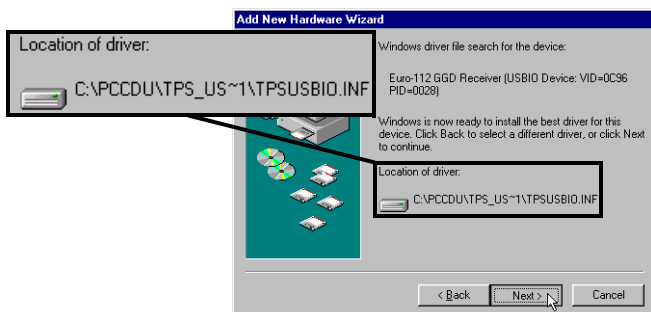 Add New Hardware Wizard
Location of driver:
C:\PCCDU\TPS_US~1\TPSUSBIO.INF
Windows driver file search for the device:
Euro-112 GGD Receiver (USBIO Device: VID=0C96
PID=0028)
Windows is now ready to install the best driver for this
device. Click Back to select a different driver, or click Next
to continue.
Location of driver:
C:\PCCDU\TPS_US~1\TPSUSBIO.INF
< Back
Next >
Cancel